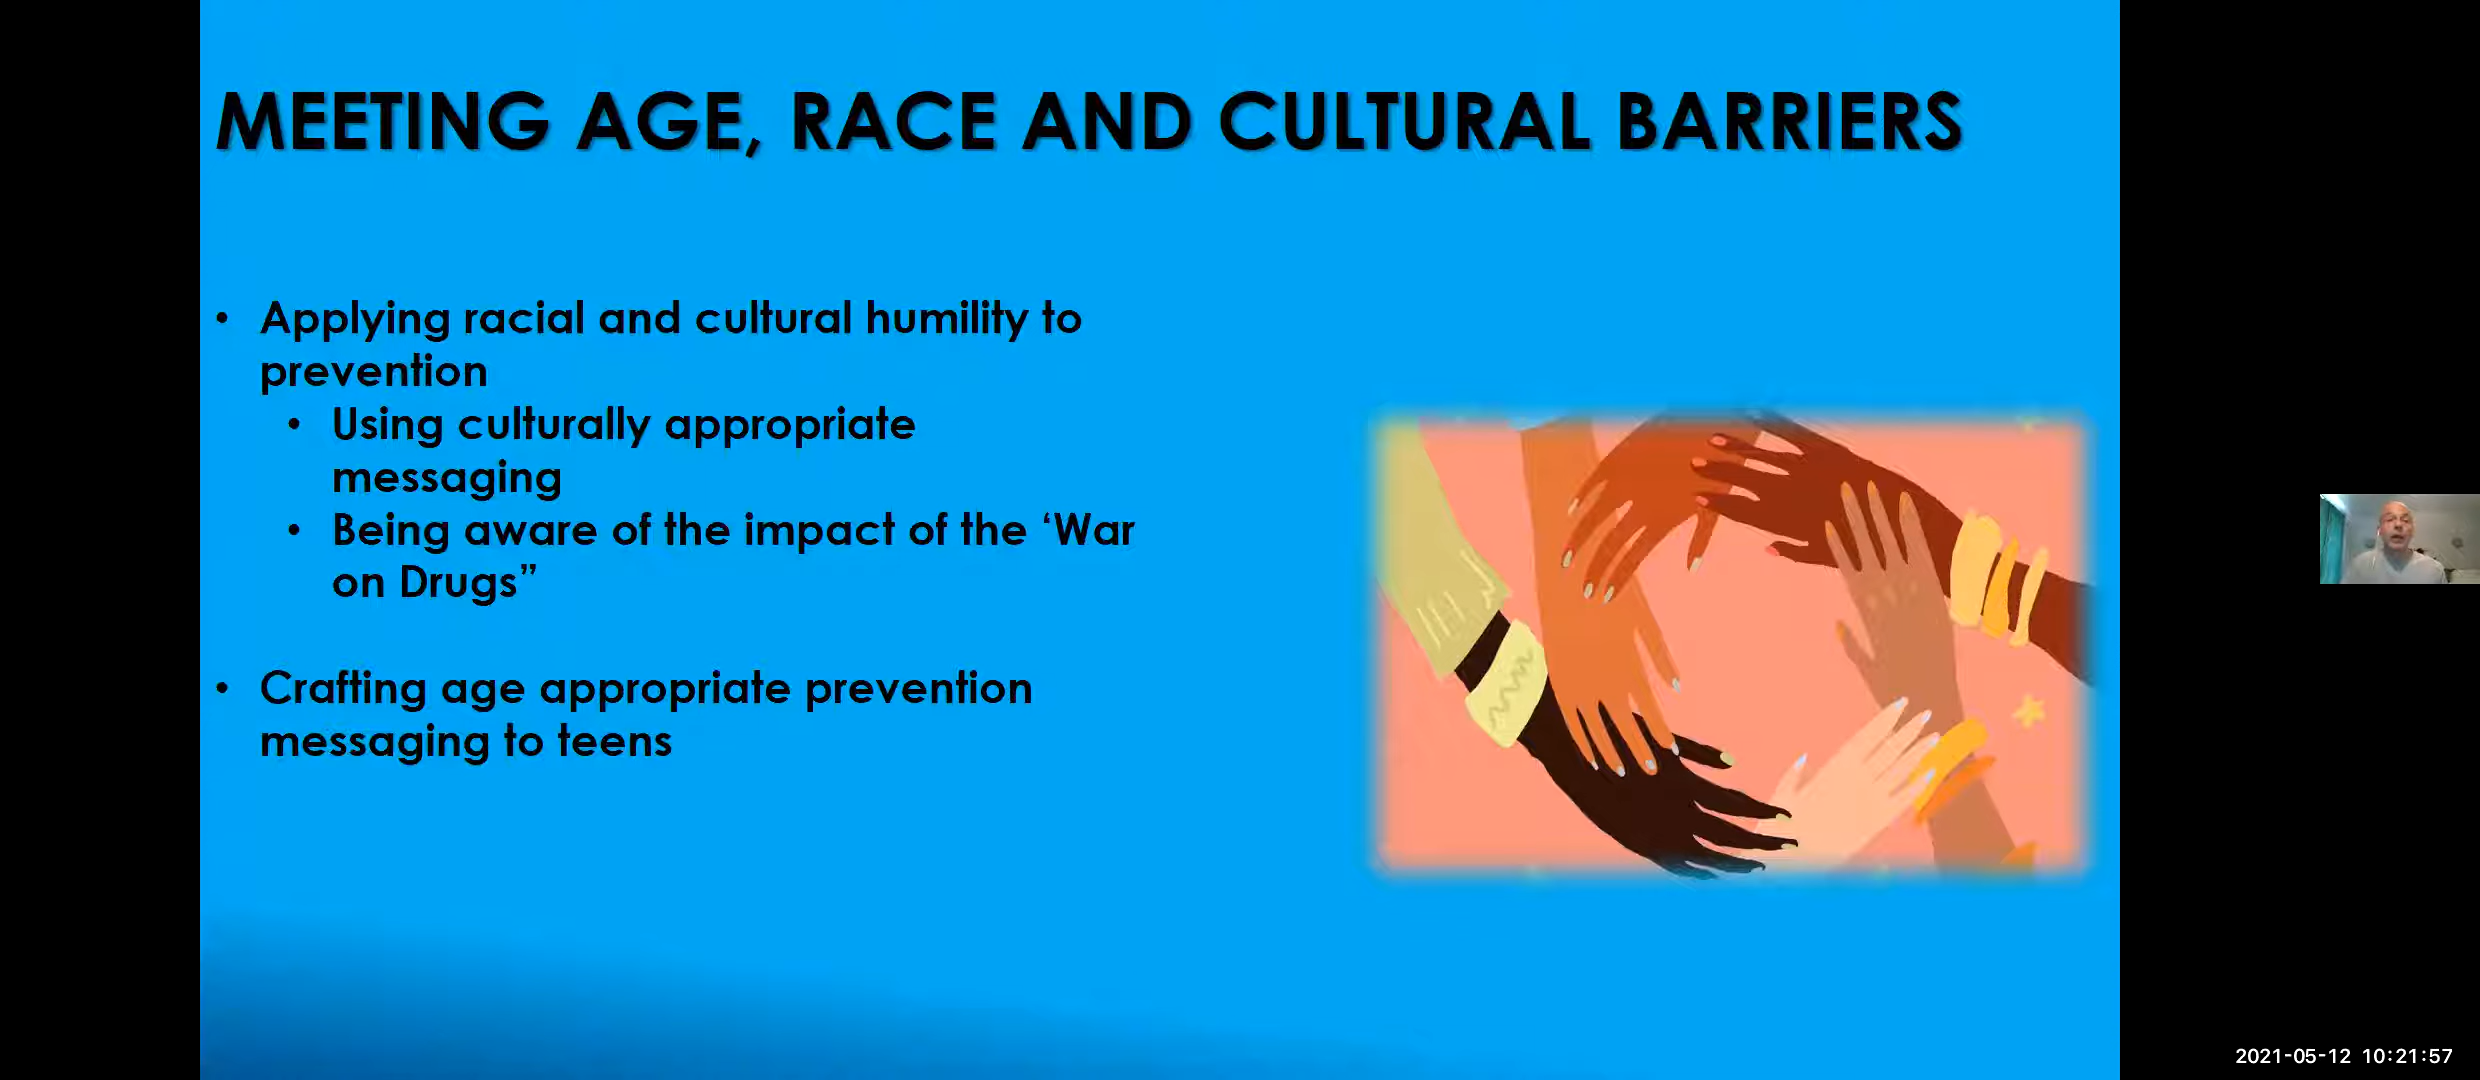 MEETING AGE, RACE AND CULTURAL BARRIERS
• Applying racial and cultural humility to
prevention
• Using culturally appropriate
messaging
• Being aware of the impact of the ‘War
on Drugs”
• Crafting age appropriate prevention
messaging to teens
2021-05-12 10:21:57